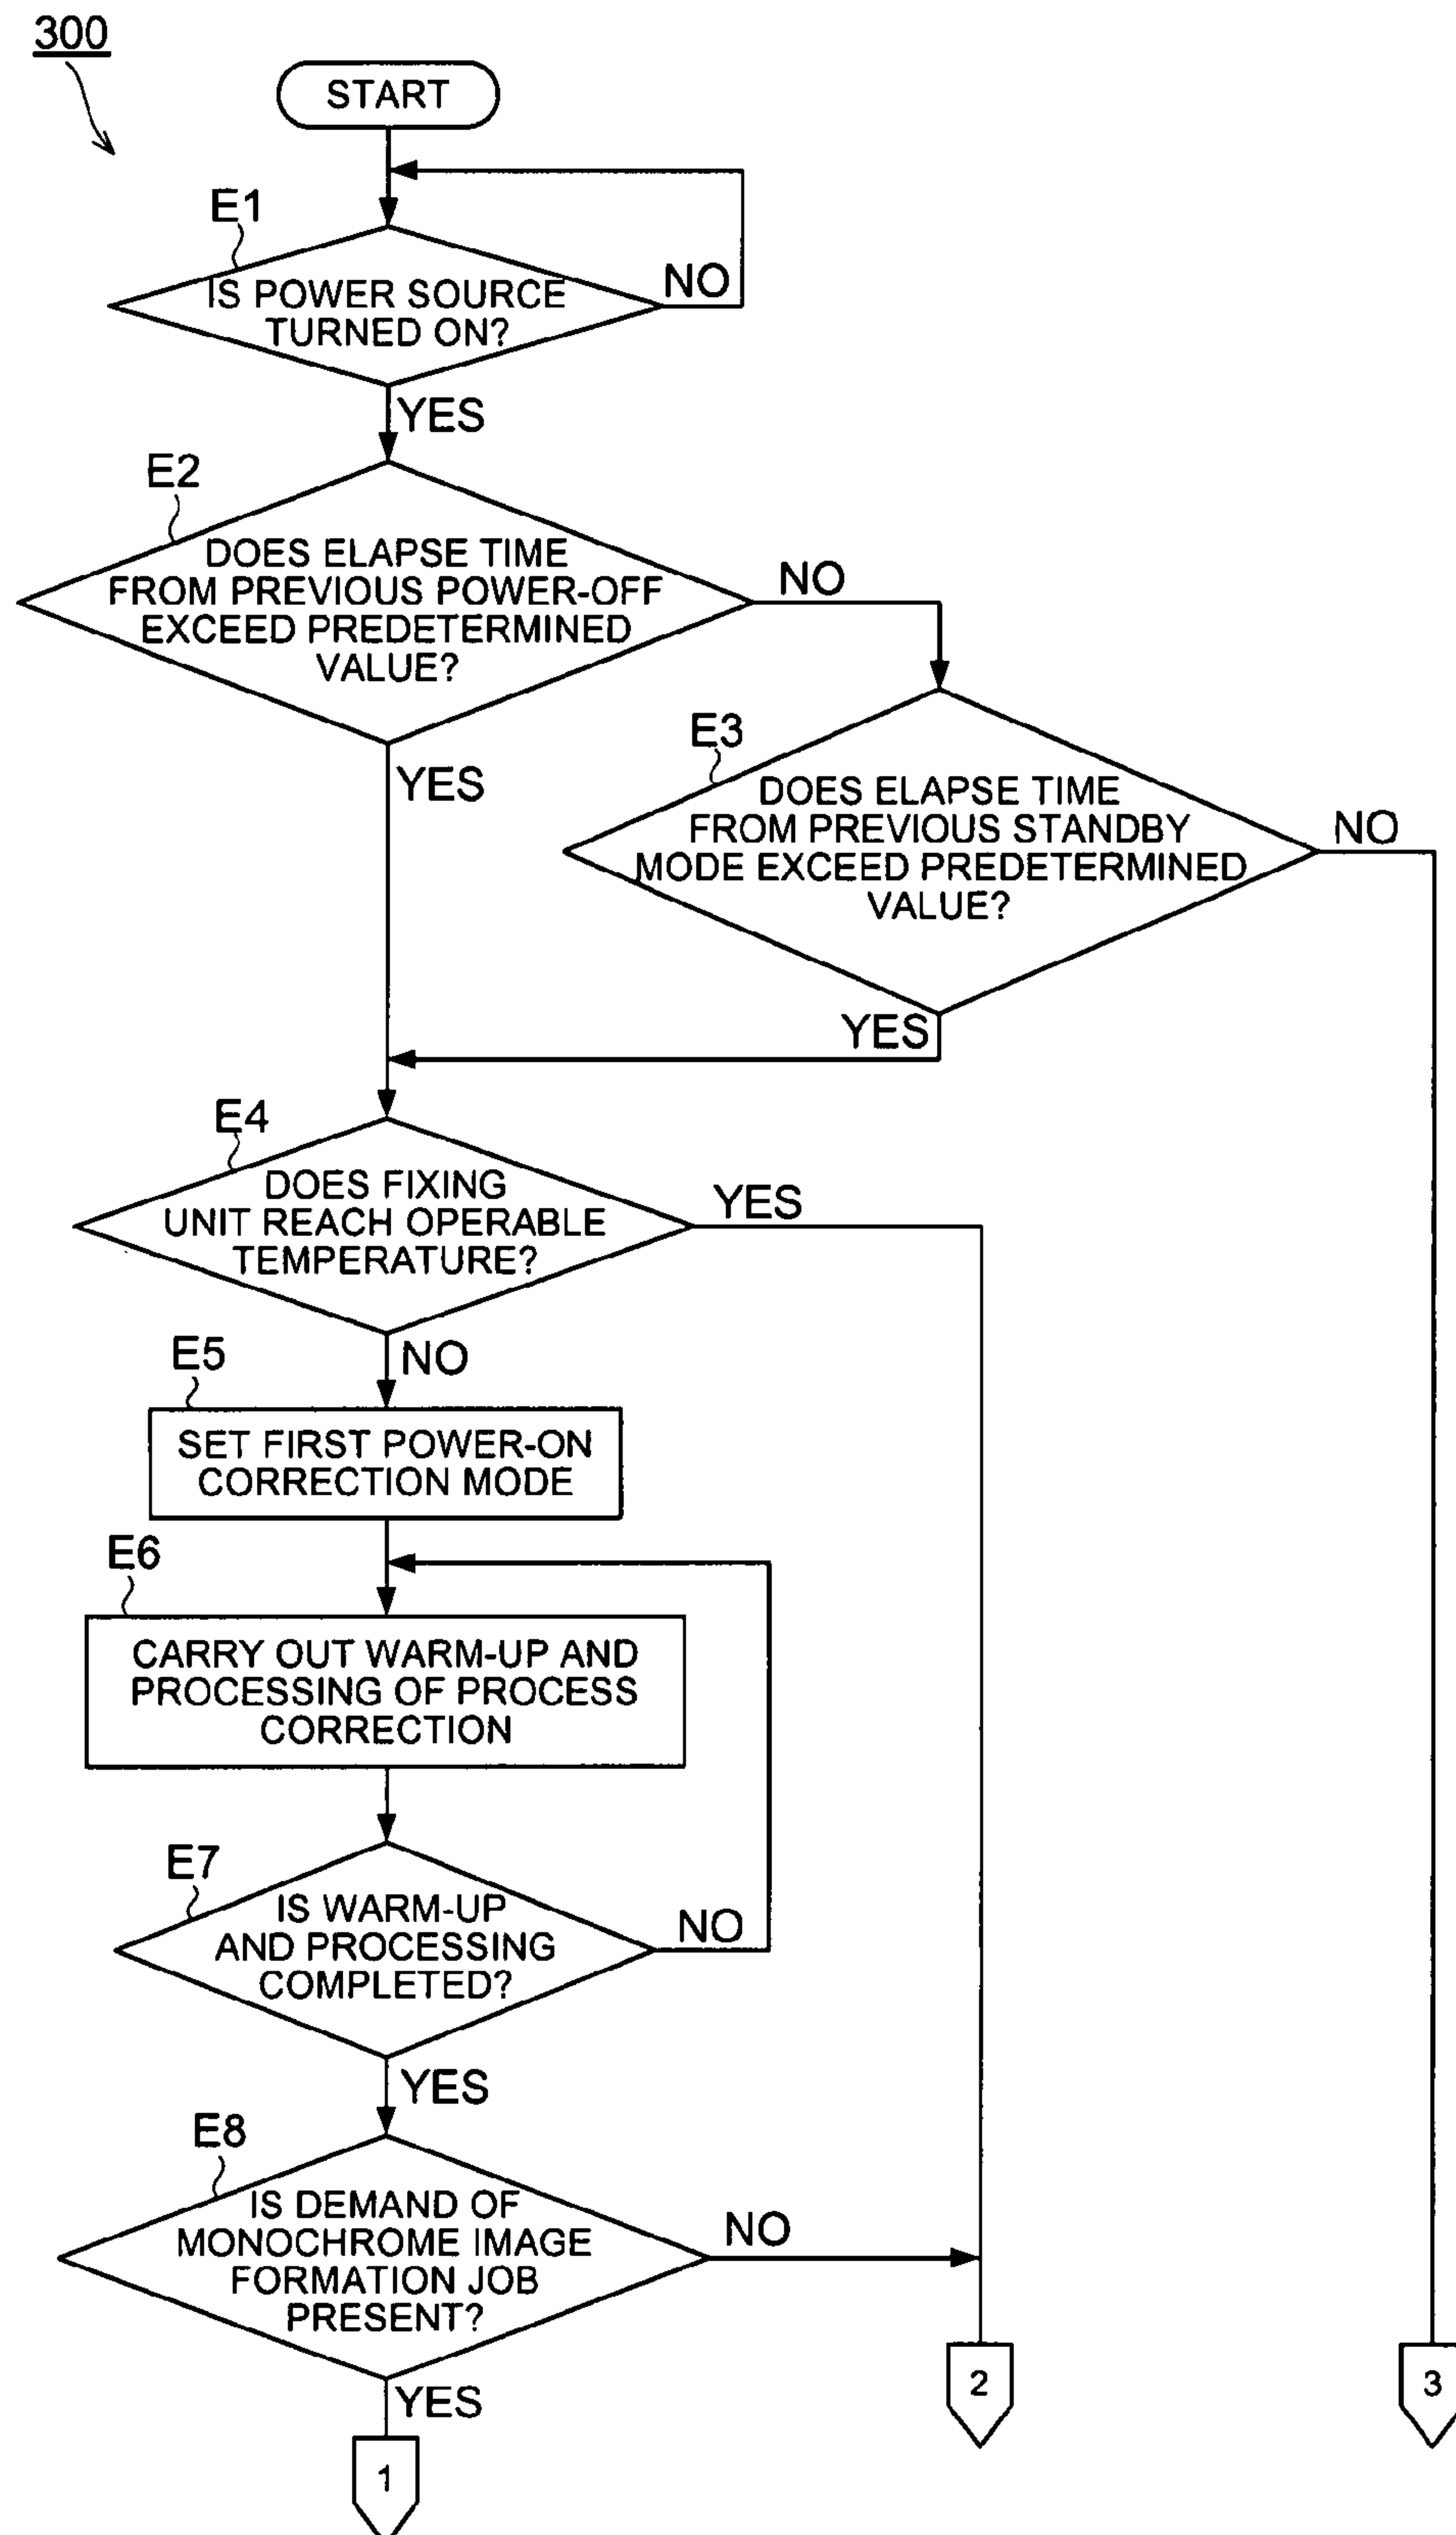 300
START
E1
IS POWER SOURCE
TURNED ON?
NO
YES
E2
DOES ELAPSE TIME
FROM PREVIOUS POWER-OFF
EXCEED PREDETERMINED
VALUE?
NO
YES
E3
DOES ELAPSE TIME
FROM PREVIOUS STANDBY
MODE EXCEED PREDETERMINED
VALUE?
NO
YES
E4
DOES FIXING
UNIT REACH OPERABLE
TEMPERATURE?
YES
NO
E5
SET FIRST POWER-ON
CORRECTION MODE
E6
CARRY OUT WARM-UP AND
PROCESSING OF PROCESS
CORRECTION
E7
IS WARM-UP
AND PROCESSING
COMPLETED?
NO
YES
E8
IS DEMAND OF
MONOCHROME IMAGE
FORMATION JOB
PRESENT?
NO
YES
2
3
1